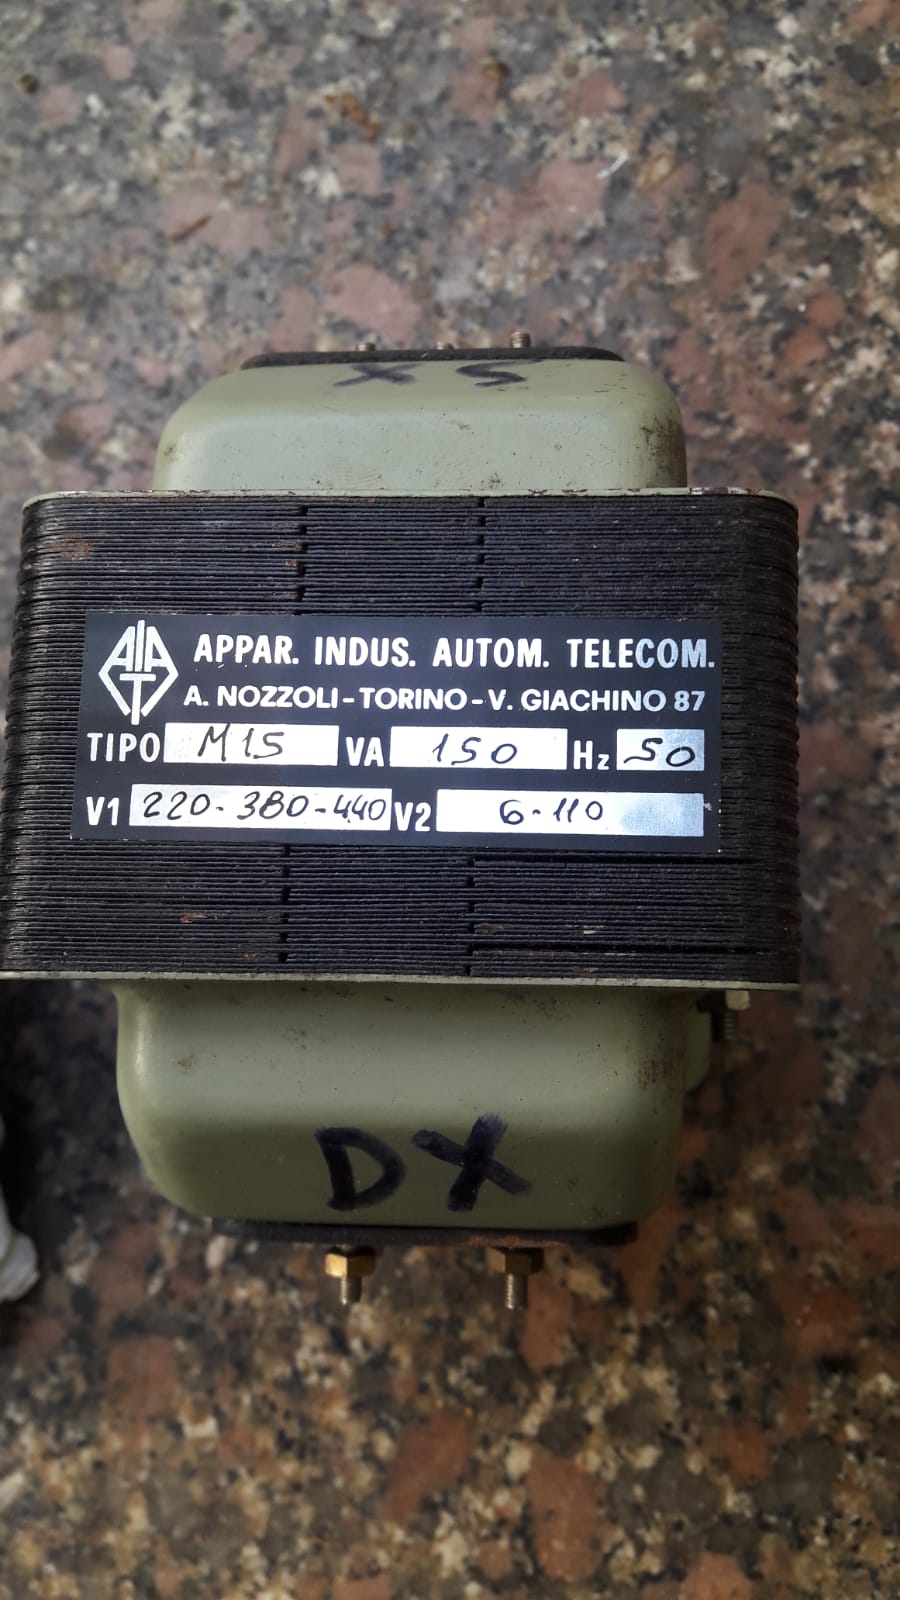 SX
AIAT
APPAR. INDUS. AUTOM. TELECOM.
A. NOZZOLI-TORINO-V. GIACHINO 87
TIPO M15 VA 150 Hz 50
V1 220-380-440 V2 6-110
DX